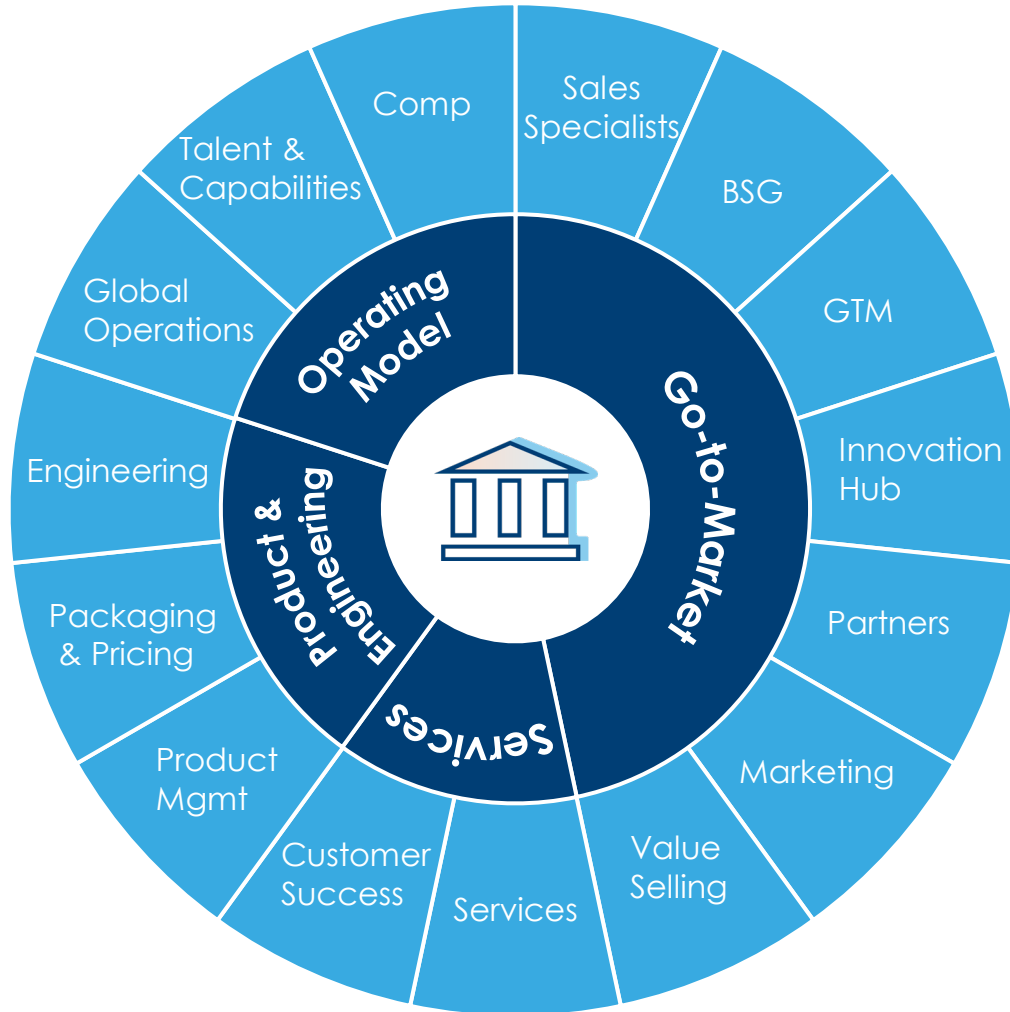 Comp
Sales
Specialists
BSG
GTM
Innovation
Hub
Partners
Marketing
Value
Selling
Services
Customer
Success
Product
Mgmt
Packaging
& Pricing
Engineering
Global
Operations
Talent &
Capabilities
Operating
Model
Go-to-Market
Services
Product &
Engineering